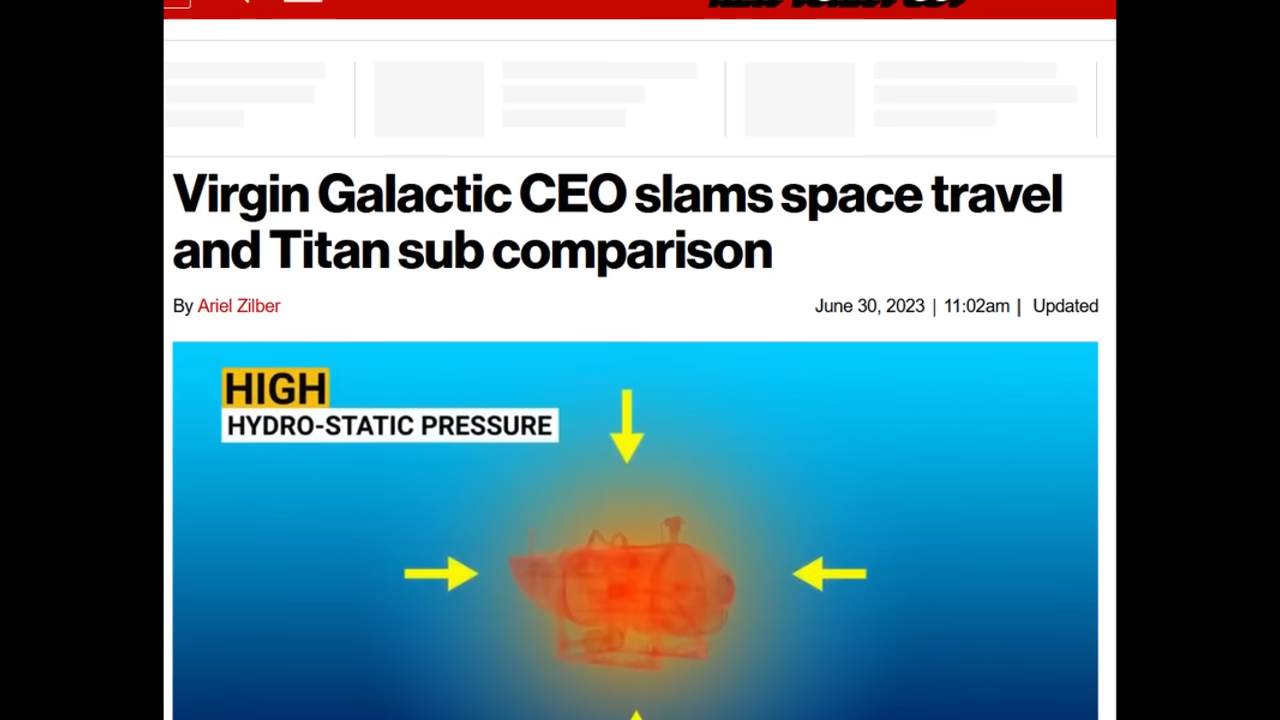 Virgin Galactic CEO slams space travel
and Titan sub comparison
By Ariel Zilber
June 30, 2023 | 11:02am | Updated
HIGH
HYDRO-STATIC PRESSURE